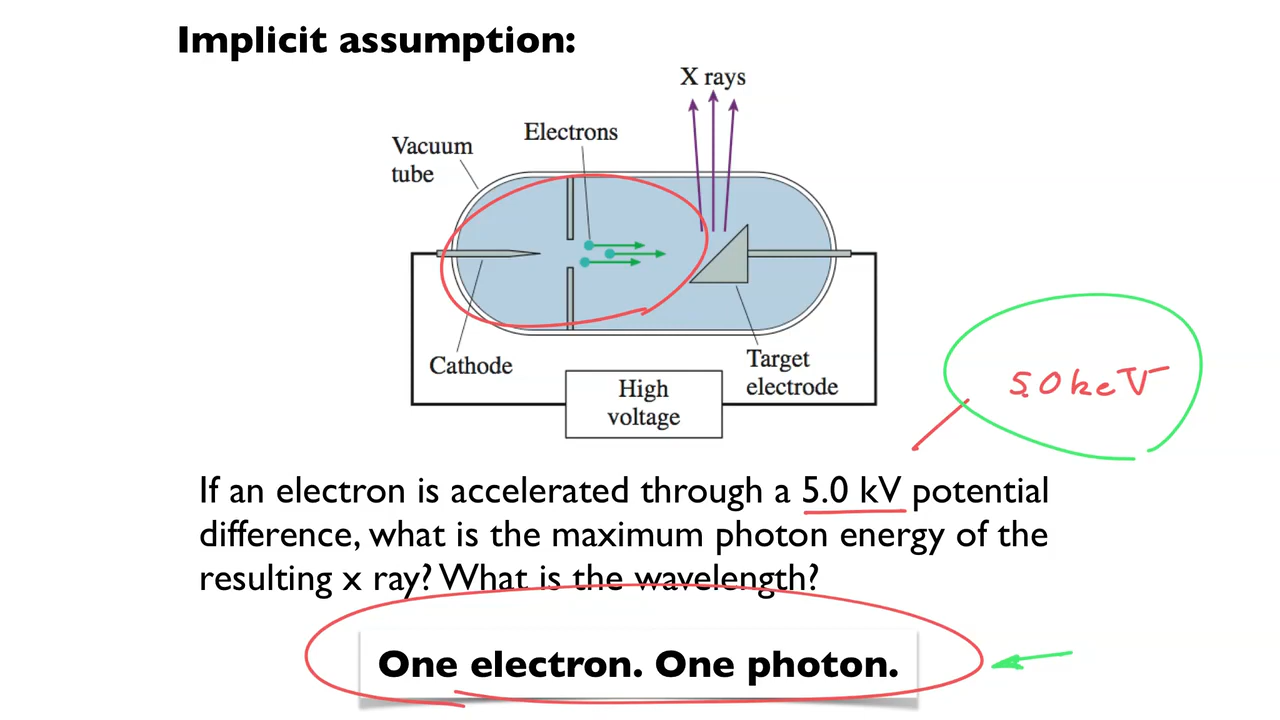 Implicit assumption:
X rays
Electrons
Vacuum
tube
Cathode
Target
electrode
High
voltage
5.0 keV
If an electron is accelerated through a 5.0 kV potential
difference, what is the maximum photon energy of the
resulting x ray? What is the wavelength?
One electron. One photon.